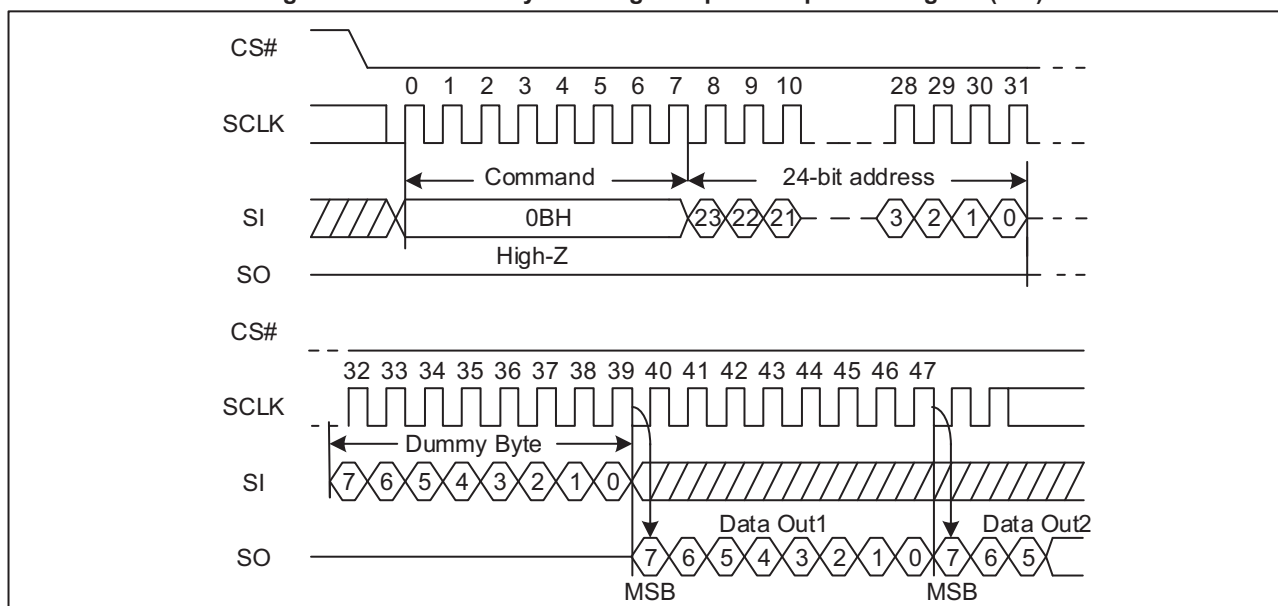 CS#
0 1 2 3 4 5 6 7 8 9 10 28 29 30 31
SCLK
Command 24-bit address
SI 0BH 23 22 21 3 2 1 0
High-Z
SO
CS#
32 33 34 35 36 37 38 39 40 41 42 43 44 45 46 47
SCLK
Dummy Byte
SI 7 6 5 4 3 2 1 0
Data Out1 Data Out2
SO 7 6 5 4 3 2 1 0 7 6 5
MSB MSB